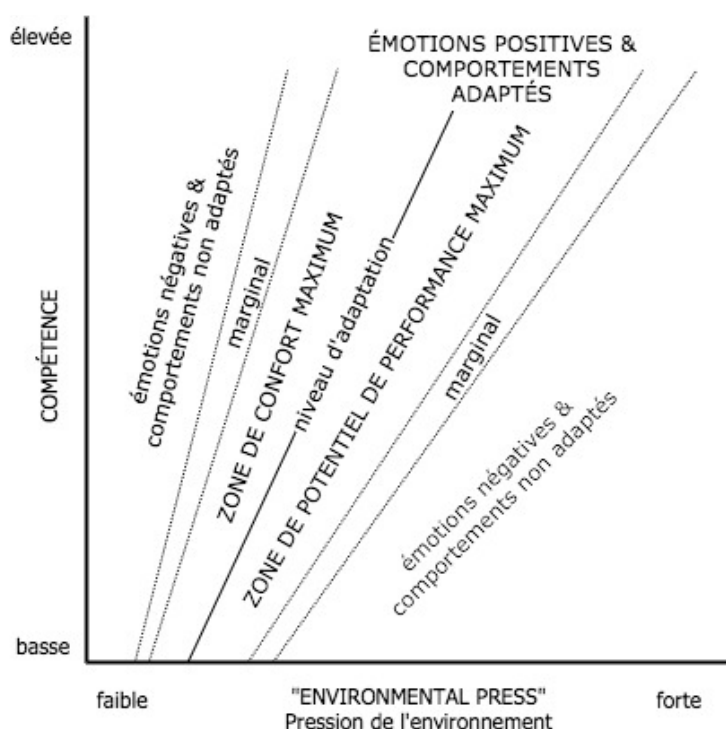 élevée
ÉMOTIONS POSITIVES &
COMPORTEMENTS
ADAPTÉS
émotions négatives &
comportements non adaptés
marginal
ZONE DE CONFORT MAXIMUM
niveau d'adaptation
ZONE DE POTENTIEL DE PERFORMANCE MAXIMUM
marginal
émotions négatives &
comportements non adaptés
COMPÉTENCE
basse
faible
"ENVIRONMENTAL PRESS"
forte
Pression de l'environnement